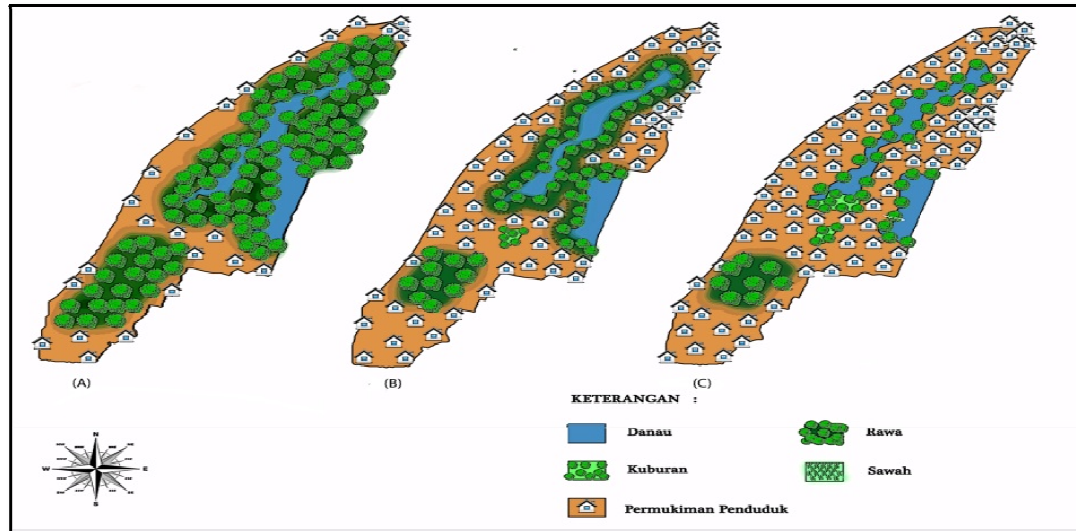 (A) (B) (C)
KETERANGAN :
Danau Rawa
Kuburan Sawah
Permukiman Penduduk
N
W E
S